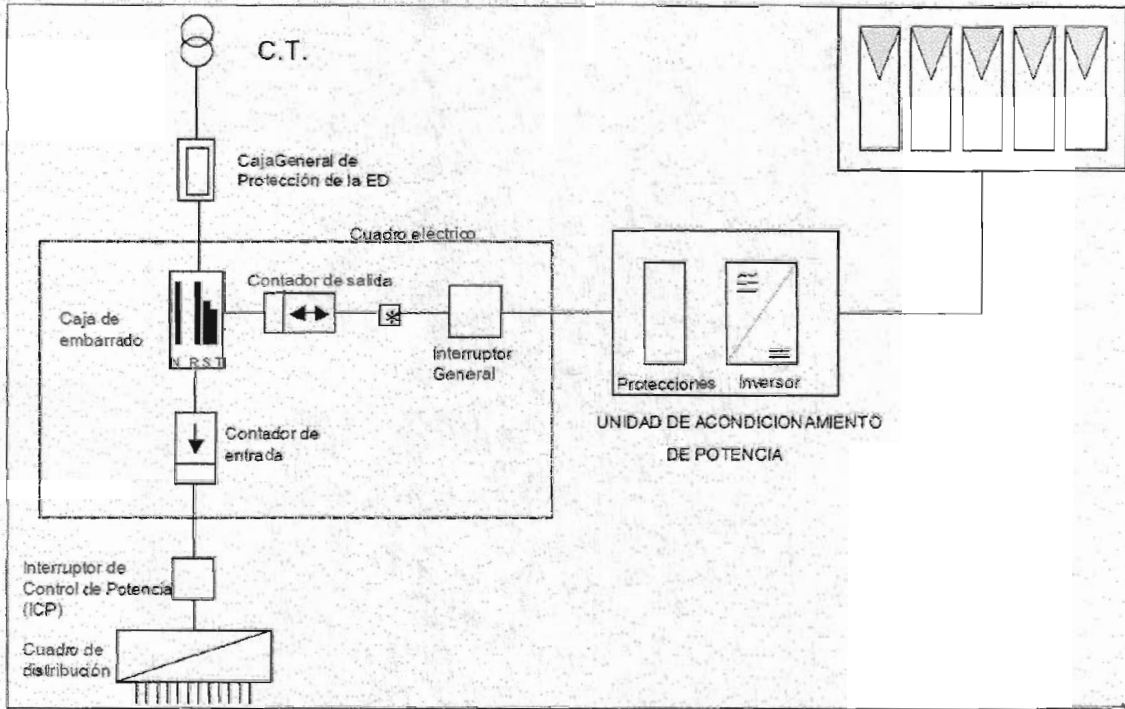 C.T.
CajaGeneral de
Protección de la ED
Cuadro eléctrico
Contador de salida
Caja de
embarrado
N R S T
Interruptor
General
Protecciones
Inversor
UNIDAD DE ACONDICIONAMIENTO
DE POTENCIA
Contador de
entrada
Interruptor de
Control de Potencia
(ICP)
Cuadro de
distribución